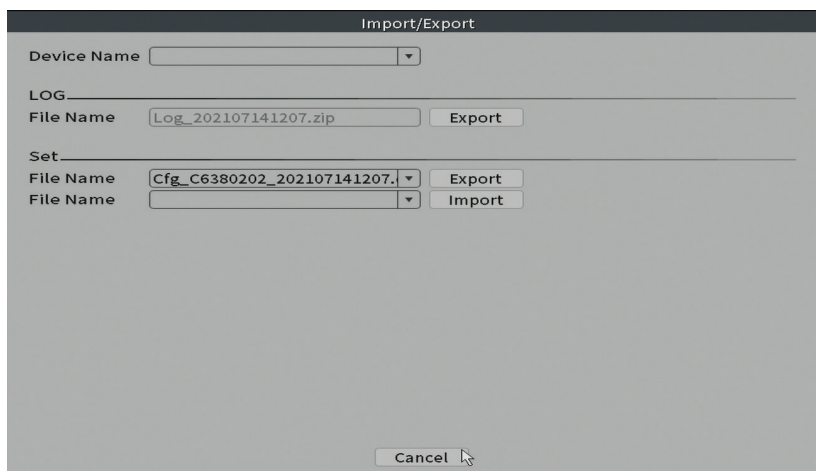 Import/Export
Device Name
LOG
File Name Log_202107141207.zip Export
Set
File Name Cfg_C6380202_202107141207. Export
File Name Import
Cancel